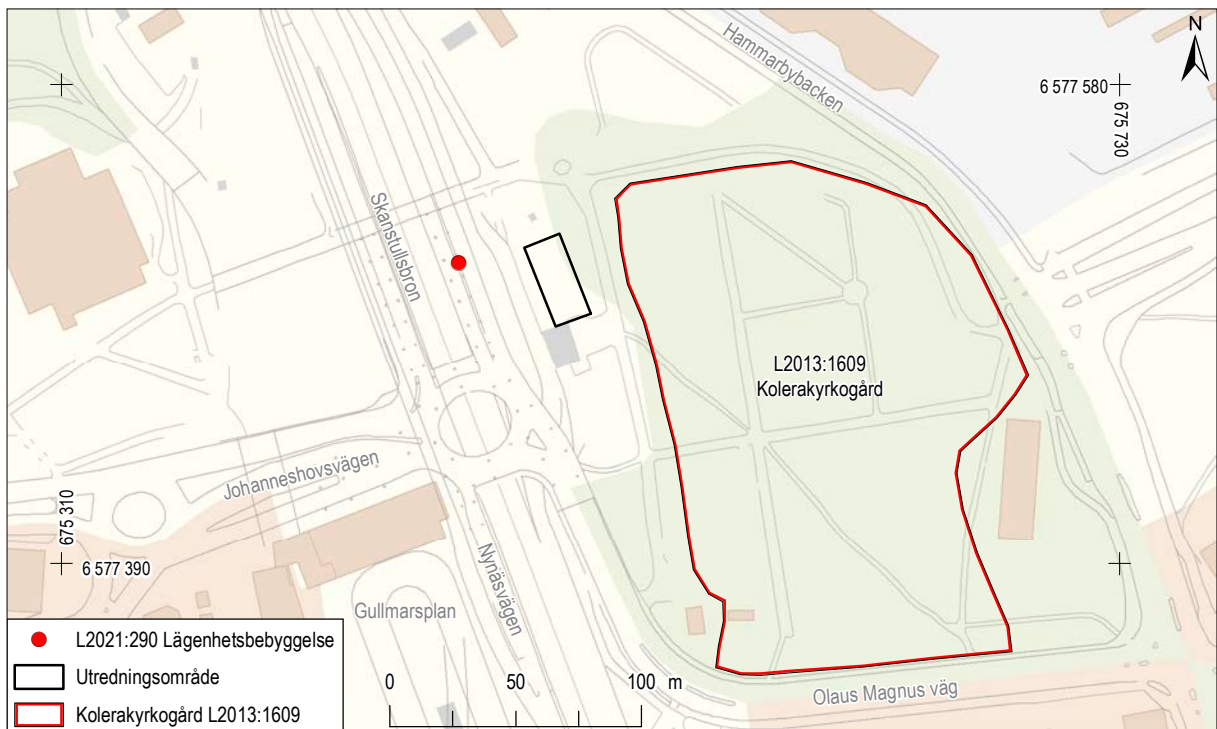 Hammarbybacken
N
6 577 580
675 730
Skanstullsbron
L2013:1609
Kolerakyrkogård
Johanneshovsvägen
675 310
6 577 390
Nynäsvägen
Gullmarsplan
Olaus Magnus väg
L2021:290 Lägenhetsbebyggelse
Utredningsområde
Kolerakyrkogård L2013:1609
0 50 100 m